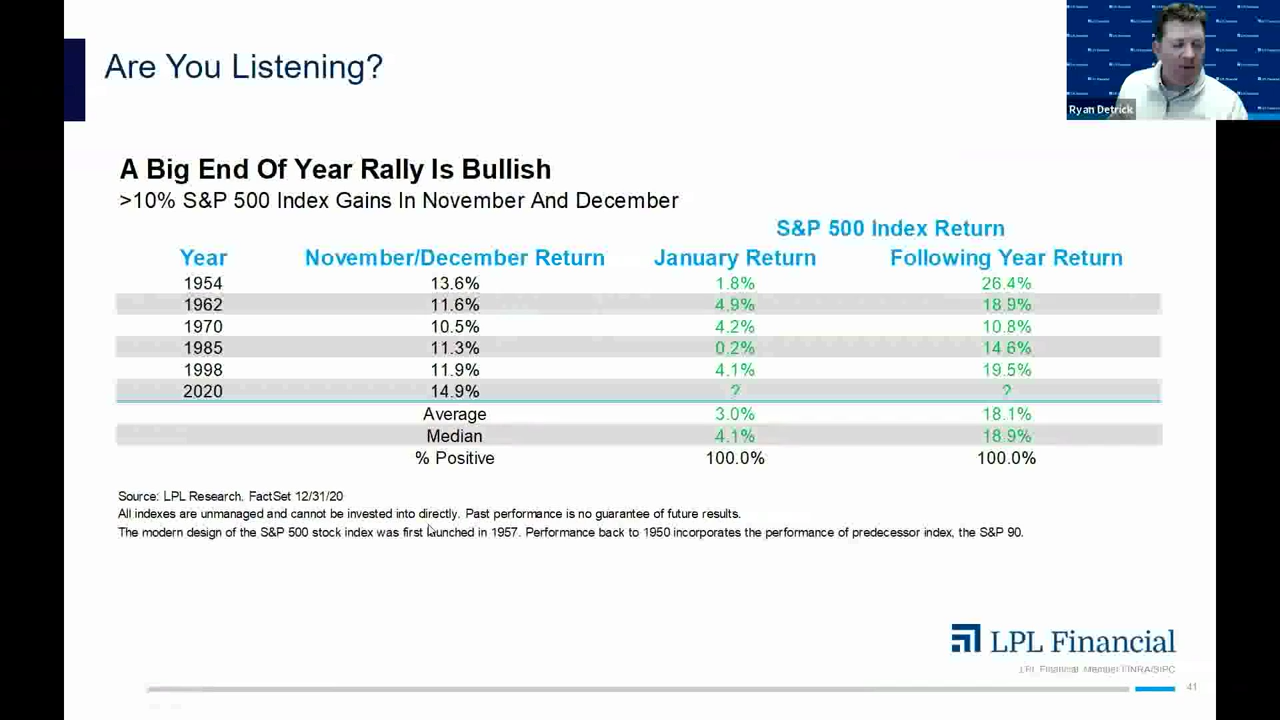 Are You Listening?
Ryan Detrick
A Big End Of Year Rally Is Bullish
>10% S&P 500 Index Gains In November And December
S&P 500 Index Return
Year November/December Return January Return Following Year Return
1954 13.6% 1.8% 26.4%
1962 11.6% 4.9% 18.9%
1970 10.5% 4.2% 10.8%
1985 11.3% 0.2% 14.6%
1998 11.9% 4.1% 19.5%
2020 14.9% ? ?
Average 3.0% 18.1%
Median 4.1% 18.9%
% Positive 100.0% 100.0%
Source: LPL Research. FactSet 12/31/20
All indexes are unmanaged and cannot be invested into directly. Past performance is no guarantee of future results.
The modern design of the S&P 500 stock index was first launched in 1957. Performance back to 1950 incorporates the performance of predecessor index, the S&P 90.
LPL Financial
LPL Financial Member FINRA/SIPC
41